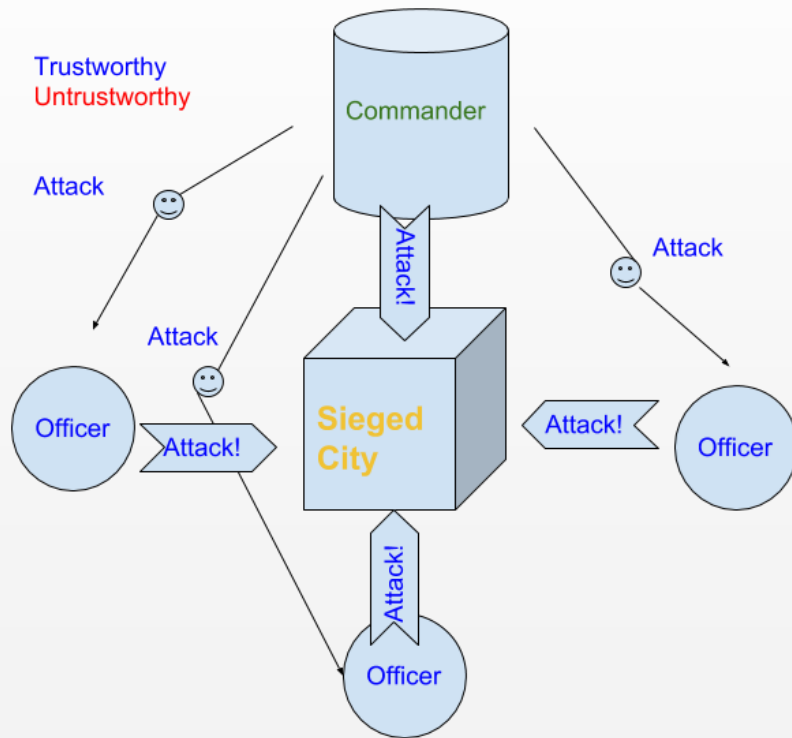 Trustworthy
Untrustworthy
Commander
Attack
Attack
Attack
Attack!
Officer
Attack!
Sieged
City
Attack!
Officer
Attack!
Officer